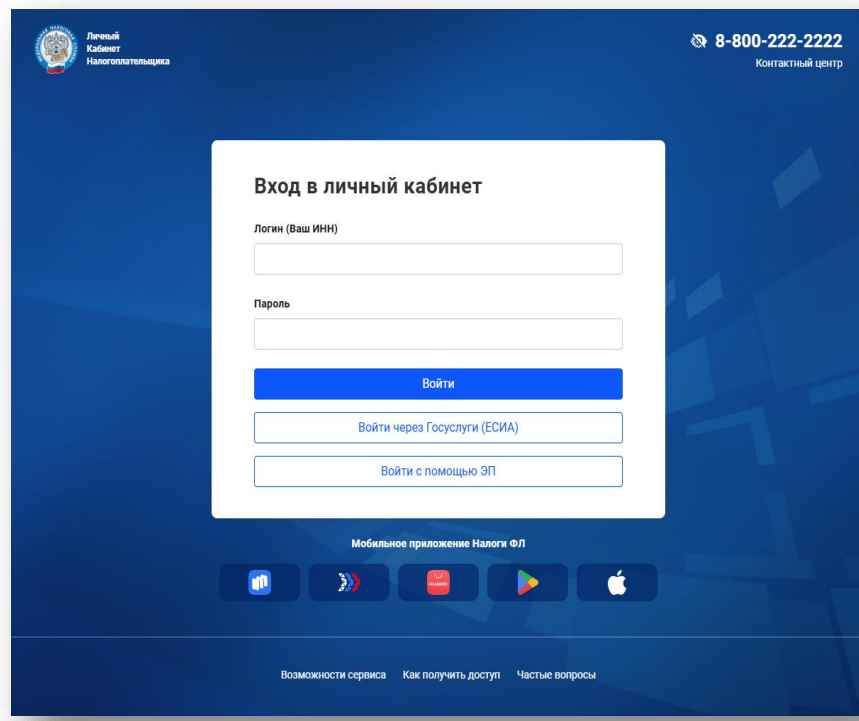 Личный
Кабинет
Налогоплательщика
8-800-222-2222
Контактный центр
Вход в личный кабинет
Логин (Ваш ИНН)
Пароль
Войти
Войти через Госуслуги (ЕСИА)
Войти с помощью ЭП
Мобильное приложение Налоги ФЛ
HUAWEI
Возможности сервиса Как получить доступ Частые вопросы